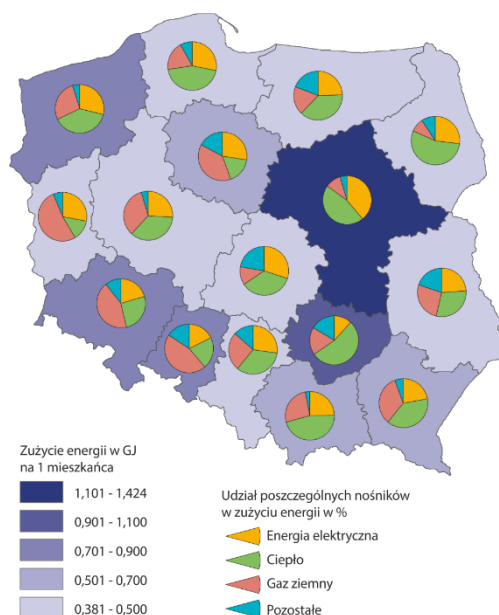 Zużycie energii w GJ
na 1 mieszkańca
1,101 - 1,424
0,901 - 1,100
0,701 - 0,900
0,501 - 0,700
0,381 - 0,500
Udział poszczególnych nośników
w zużyciu energii w %
Energia elektryczna
Ciepło
Gaz ziemny
Pozostałe